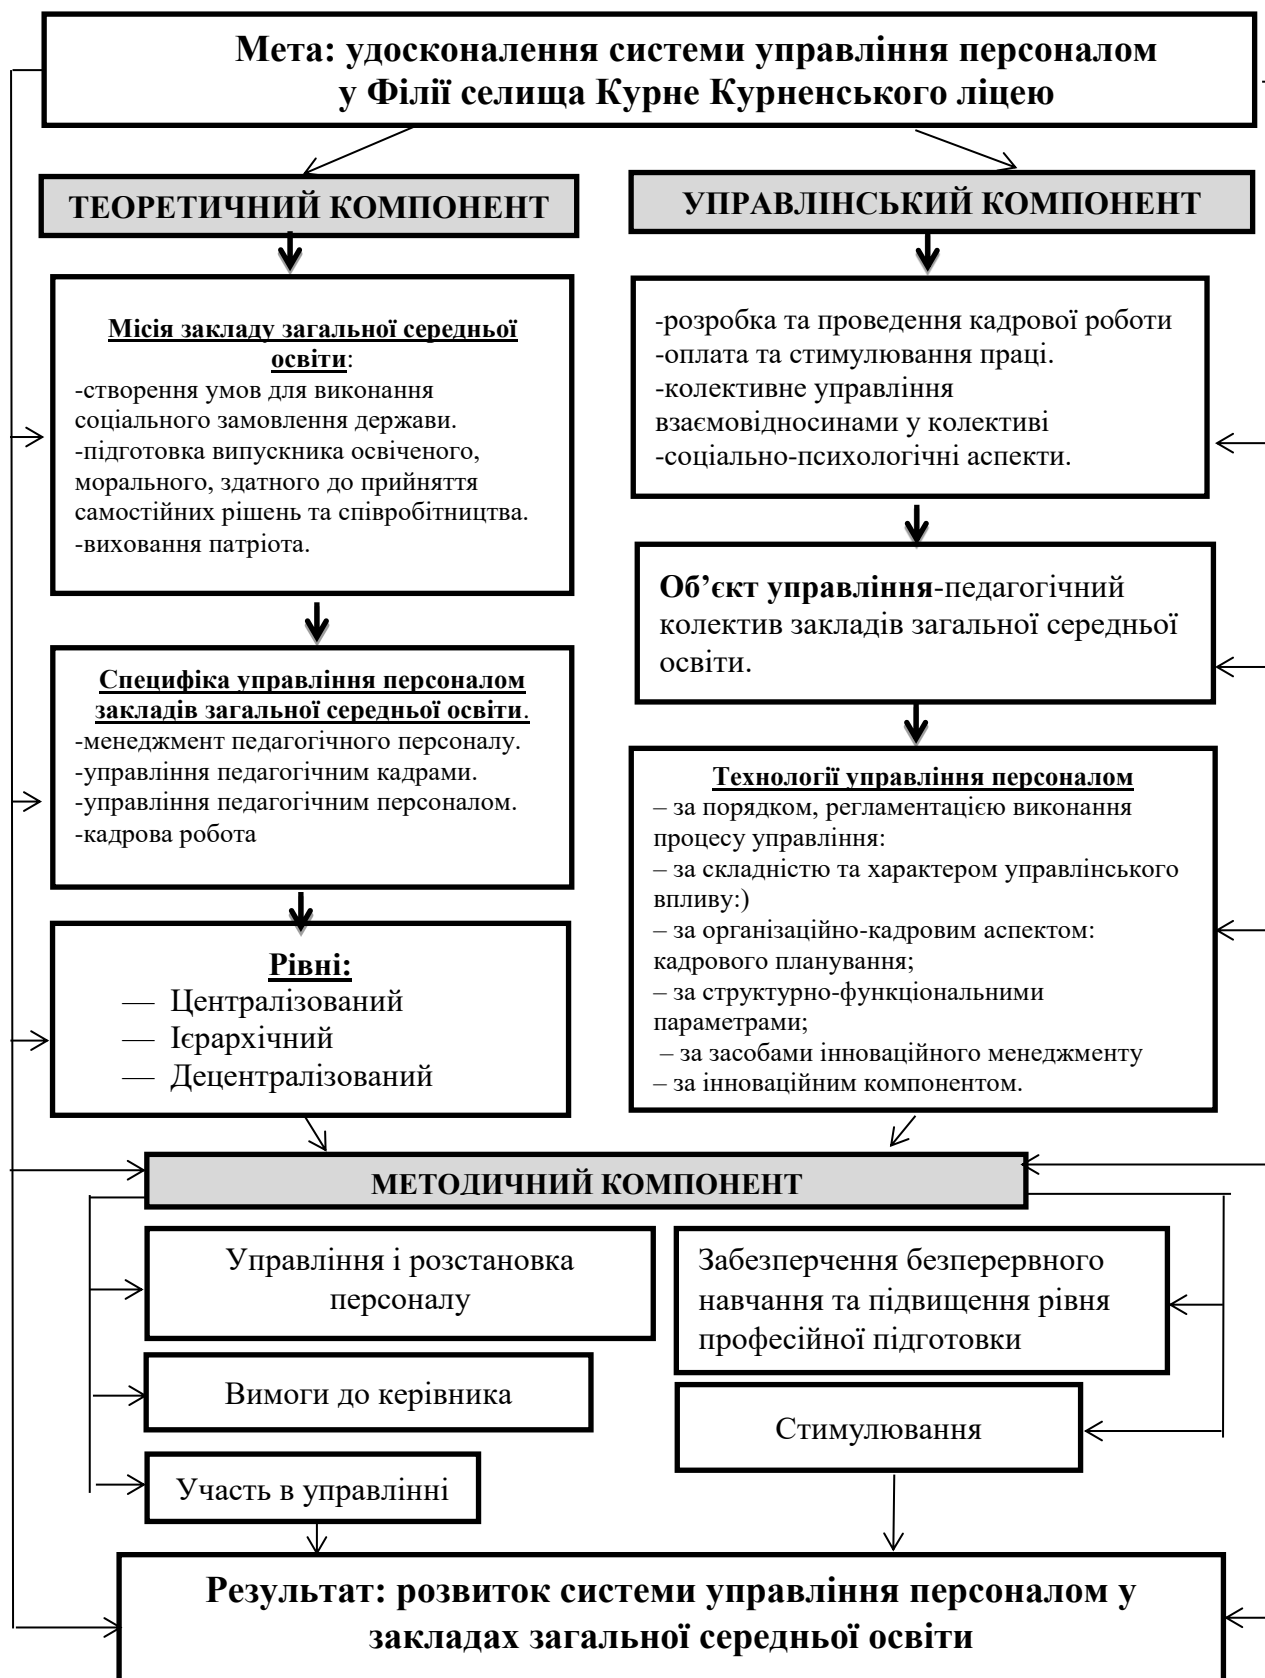 Мета: удосконалення системи управління персоналом
у Філії селища Курне Курненського ліцею
ТЕОРЕТИЧНИЙ КОМПОНЕНТ
Місія закладу загальної середньої
освіти:
-створення умов для виконання
соціального замовлення держави.
-підготовка випускника освіченого,
морального, здатного до прийняття
самостійних рішень та співробітництва.
-виховання патріота.
Специфіка управління персоналом
закладів загальної середньої освіти.
-менеджмент педагогічного персоналу.
-управління педагогічним кадрами.
-управління педагогічним персоналом.
-кадрова робота
Рівні:
— Централізований
— Ієрархічний
— Децентралізований
УПРАВЛІНСЬКИЙ КОМПОНЕНТ
-розробка та проведення кадрової роботи
-оплата та стимулювання праці.
-колективне управління
взаємовідносинами у колективі
-соціально-психологічні аспекти.
Об’єкт управління-педагогічний
колектив закладів загальної середньої
освіти.
Технології управління персоналом
– за порядком, регламентацією виконання
процесу управління:
– за складністю та характером управлінського
впливу:)
– за організаційно-кадровим аспектом:
кадрового планування;
– за структурно-функціональними
параметрами;
– за засобами інноваційного менеджменту
– за інноваційним компонентом.
МЕТОДИЧНИЙ КОМПОНЕНТ
Управління і розстановка
персоналу
Вимоги до керівника
Участь в управлінні
Забезперчення безперервного
навчання та підвищення рівня
професійної підготовки
Стимулювання
Результат: розвиток системи управління персоналом у
закладах загальної середньої освіти